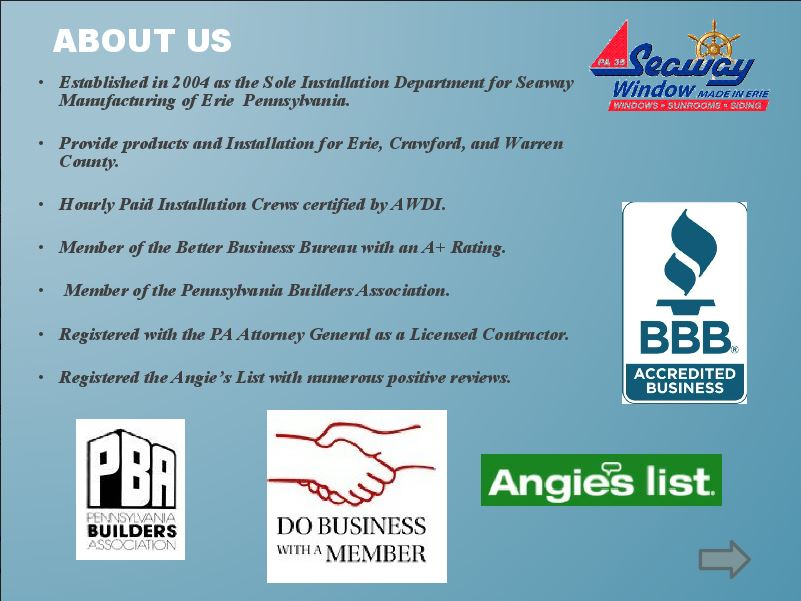 ABOUT US
PA 35
Seaway
Window MADE IN ERIE
WINDOWS • SUNROOMS • SIDING
• Established in 2004 as the Sole Installation Department for Seaway
Manufacturing of Erie Pennsylvania.
• Provide products and Installation for Erie, Crawford, and Warren
County.
• Hourly Paid Installation Crews certified by AWDI.
• Member of the Better Business Bureau with an A+ Rating.
• Member of the Pennsylvania Builders Association.
• Registered with the PA Attorney General as a Licensed Contractor.
• Registered the Angie's List with numerous positive reviews.
BBB®
ACCREDITED
BUSINESS
PBA
PENNSYLVANIA
BUILDERS
ASSOCIATION
DO BUSINESS
WITH A MEMBER
Angies list.